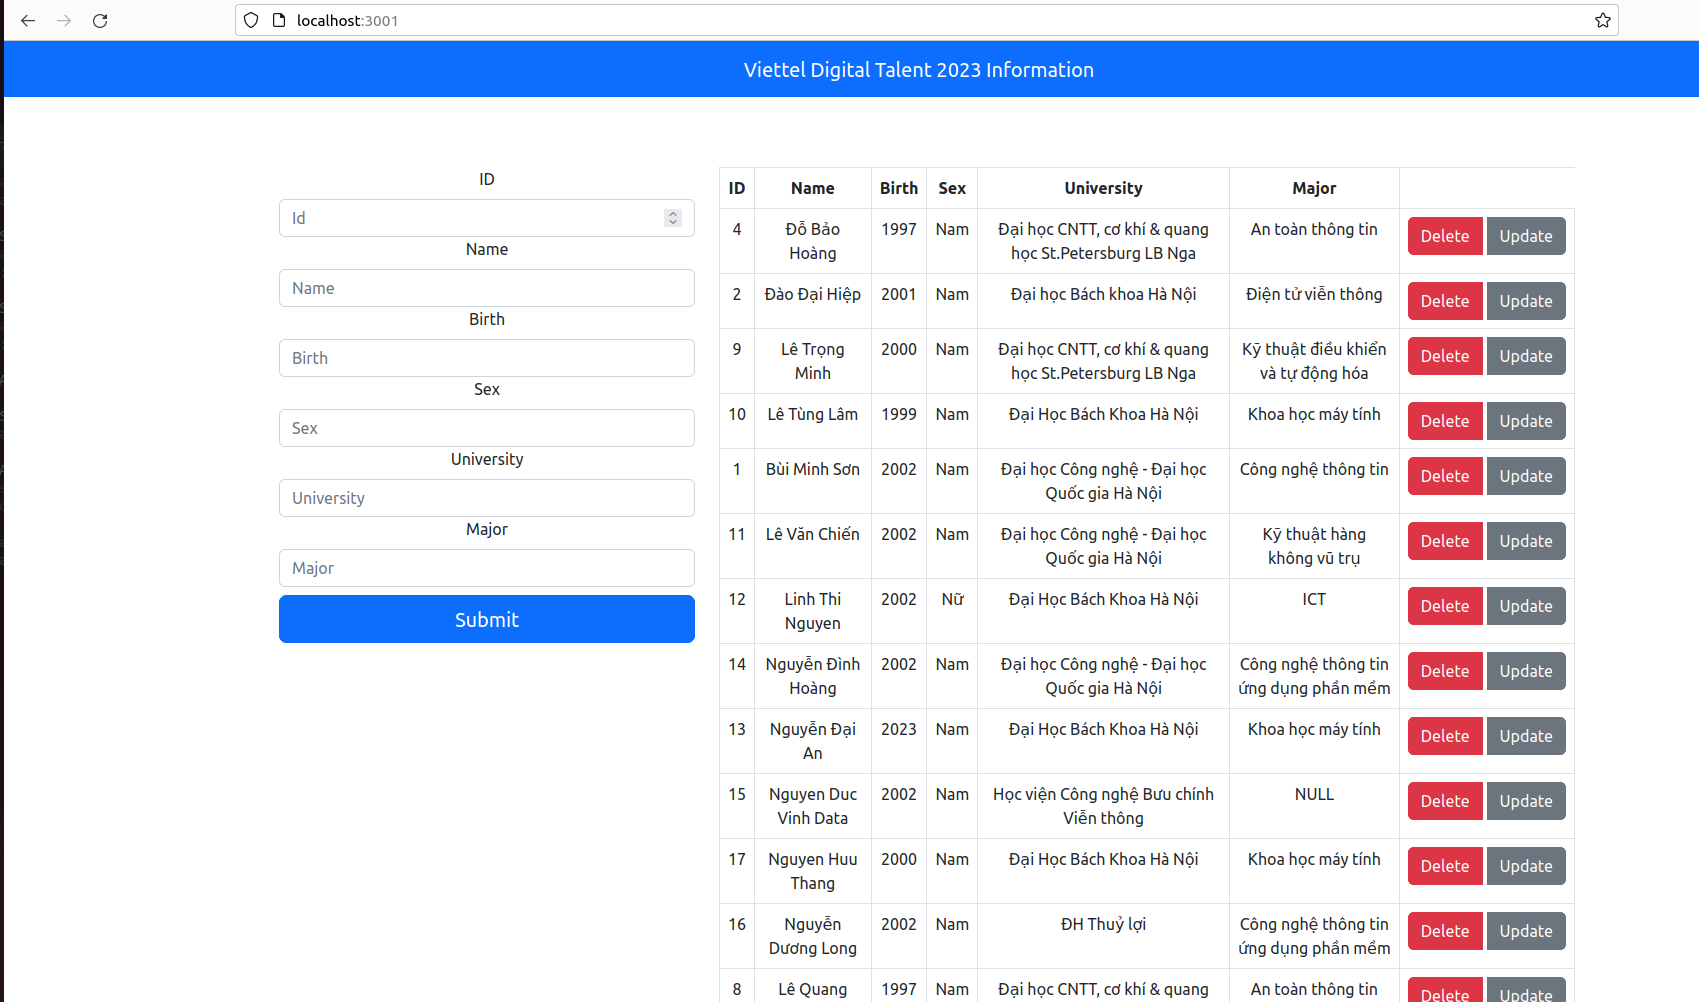 localhost:3001
Viettel Digital Talent 2023 Information
ID
Id
Name
Name
Birth
Birth
Sex
Sex
University
University
Major
Major
Submit
ID Name Birth Sex University Major
4 Đỗ Bảo 1997 Nam Đại học CNTT, cơ khí & quang An toàn thông tin Delete Update
Hoàng học St.Petersburg LB Nga
2 Đào Đại Hiệp 2001 Nam Đại học Bách khoa Hà Nội Điện tử viễn thông Delete Update
9 Lê Trọng 2000 Nam Đại học CNTT, cơ khí & quang Kỹ thuật điều khiển Delete Update
Minh học St.Petersburg LB Nga và tự động hóa
10 Lê Tùng Lâm 1999 Nam Đại Học Bách Khoa Hà Nội Khoa học máy tính Delete Update
1 Bùi Minh Sơn 2002 Nam Đại học Công nghệ - Đại học Công nghệ thông tin Delete Update
Quốc gia Hà Nội
11 Lê Văn Chiến 2002 Nam Đại học Công nghệ - Đại học Kỹ thuật hàng Delete Update
Quốc gia Hà Nội không vũ trụ
12 Linh Thi 2002 Nữ Đại Học Bách Khoa Hà Nội ICT Delete Update
Nguyen
14 Nguyễn Đình 2002 Nam Đại học Công nghệ - Đại học Công nghệ thông tin Delete Update
Hoàng Quốc gia Hà Nội ứng dụng phần mềm
13 Nguyễn Đại 2023 Nam Đại Học Bách Khoa Hà Nội Khoa học máy tính Delete Update
An
15 Nguyen Duc 2002 Nam Học viện Công nghệ Bưu chính NULL Delete Update
Vinh Data Viễn thông
17 Nguyen Huu 2000 Nam Đại Học Bách Khoa Hà Nội Khoa học máy tính Delete Update
Thang
16 Nguyễn 2002 Nam ĐH Thuỷ lợi Công nghệ thông tin Delete Update
Dương Long ứng dụng phần mềm
8 Lê Quang 1997 Nam Đại học CNTT, cơ khí & quang An toàn thông tin Delete Update